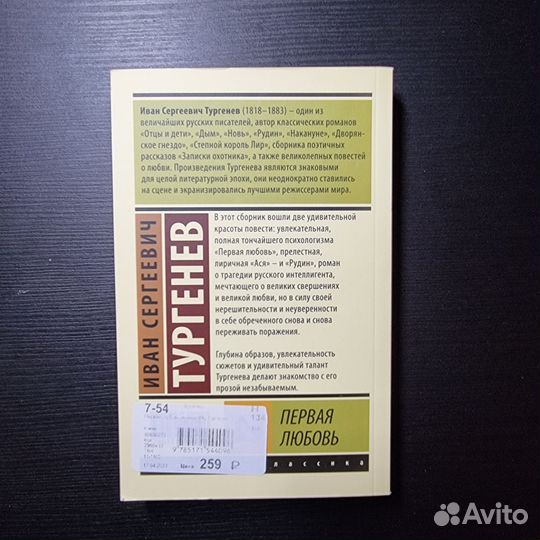 Иван Сергеевич Тургенев (1818–1883) – один из
величайших русских писателей, автор классических романов
«Отцы и дети», «Дым», «Новь», «Рудин», «Накануне», «Дворян-
ское гнездо», «Степной король Лир», сборника поэтичных
рассказов «Записки охотника», а также великолепных повестей
о любви. Произведения Тургенева являются знаковыми
для целой литературной эпохи, они неоднократно ставились
на сцене и экранизировались лучшими режиссерами мира.
ИВАН СЕРГЕЕВИЧ
ТУРГЕНЕВ
В этот сборник вошли две удивительной
красоты повести: увлекательная,
полная тончайшего психологизма
«Первая любовь», прелестная,
лиричная «Ася» – и «Рудин», роман
о трагедии русского интеллигента,
мечтающего о великих свершениях
и великой любви, но в силу своей
нерешительности и неуверенности
в себе обреченного снова и снова
переживать поражения.
Глубина образов, увлекательность
сюжетов и удивительный талант
Тургенева делают знакомство с его
прозой незабываемым.
7-54
9 785171 544096
Цена 259 ₽
ПЕРВАЯ
ЛЮБОВЬ
классика
Avito